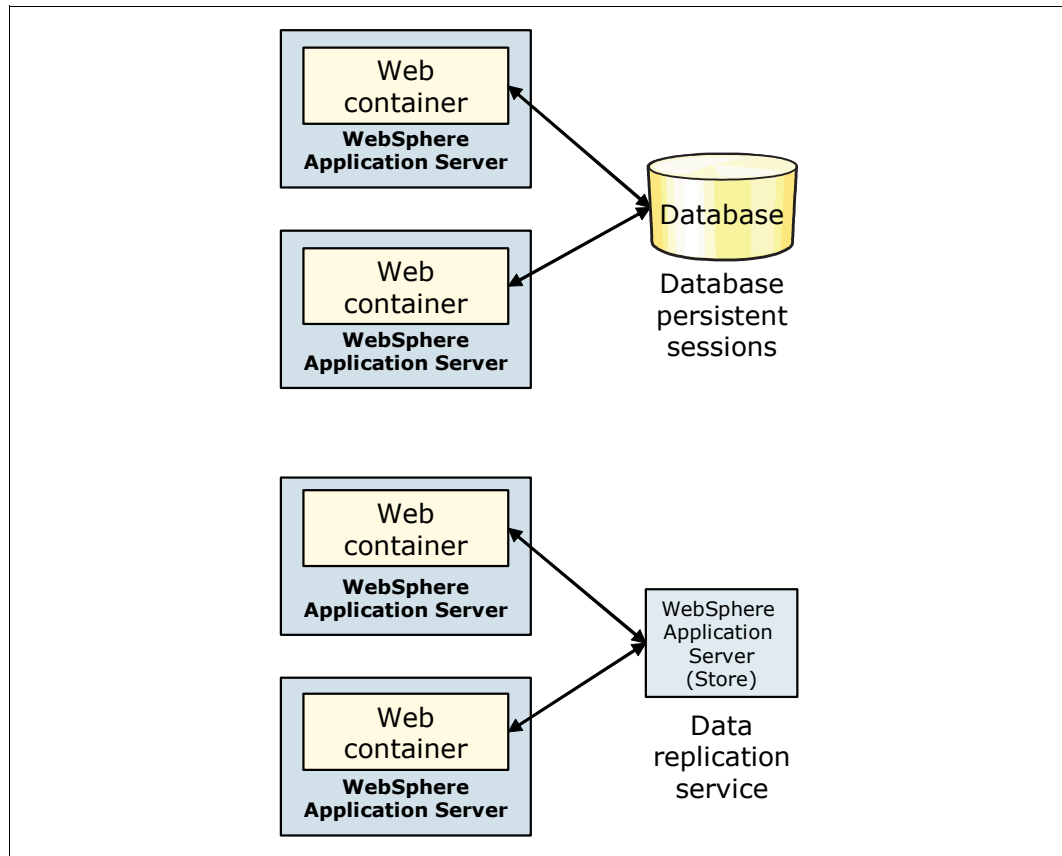 Web
container
WebSphere
Application Server
Web
container
WebSphere
Application Server
Database
Database
persistent
sessions
Web
container
WebSphere
Application Server
Web
container
WebSphere
Application Server
WebSphere
Application
Server
(Store)
Data
replication
service